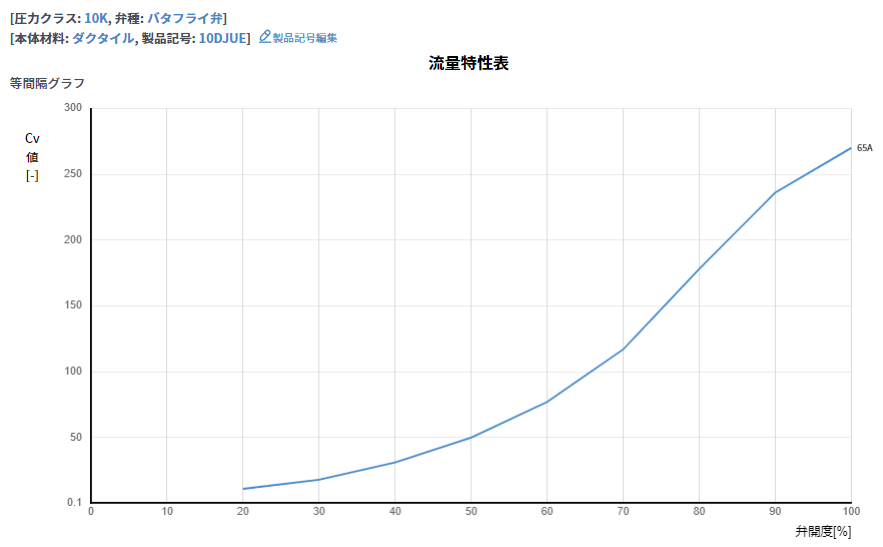 [圧力クラス: 10K, 弁種: バタフライ弁]
[本体材料: ダクタイル, 製品記号: 10DJUE] 製品記号編集
流量特性表
等間隔グラフ
300
Cv
値
[-]
65A
250
200
150
100
50
0.1
0 10 20 30 40 50 60 70 80 90 100
弁開度[%]